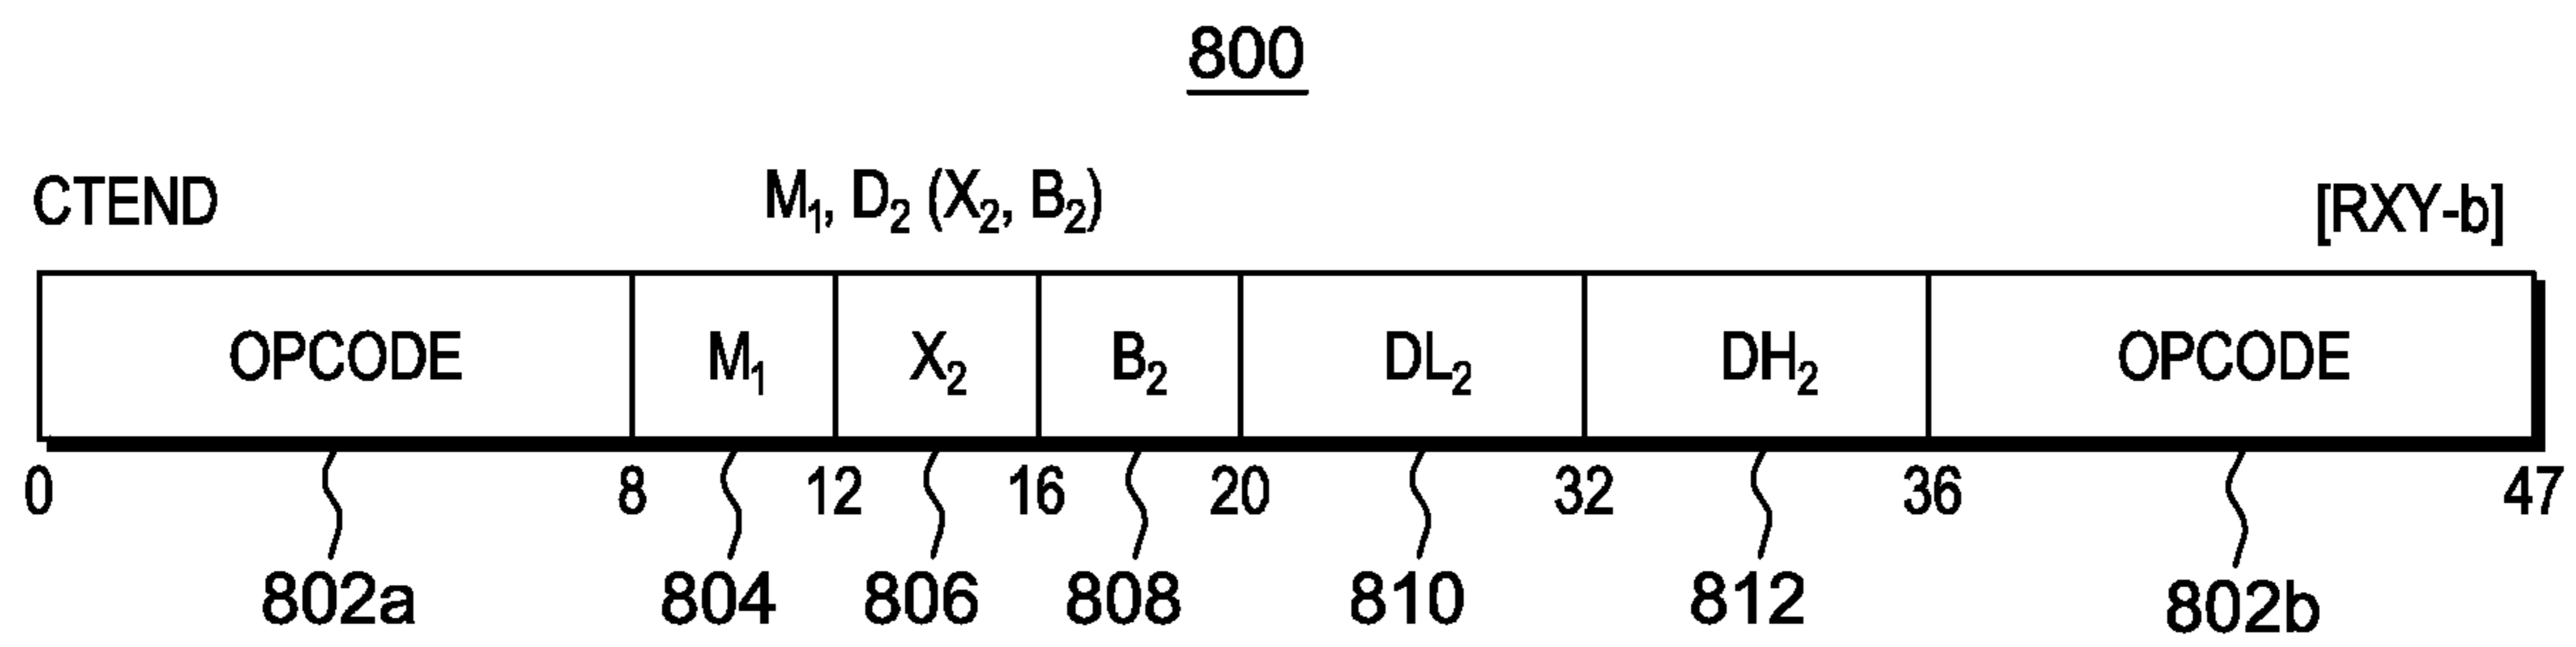 800
CTEND M₁, D₂ (X₂, B₂) [RXY-b]
OPCODE M₁ X₂ B₂ DL₂ DH₂ OPCODE
0 8 12 16 20 32 36 47
802a 804 806 808 810 812 802b